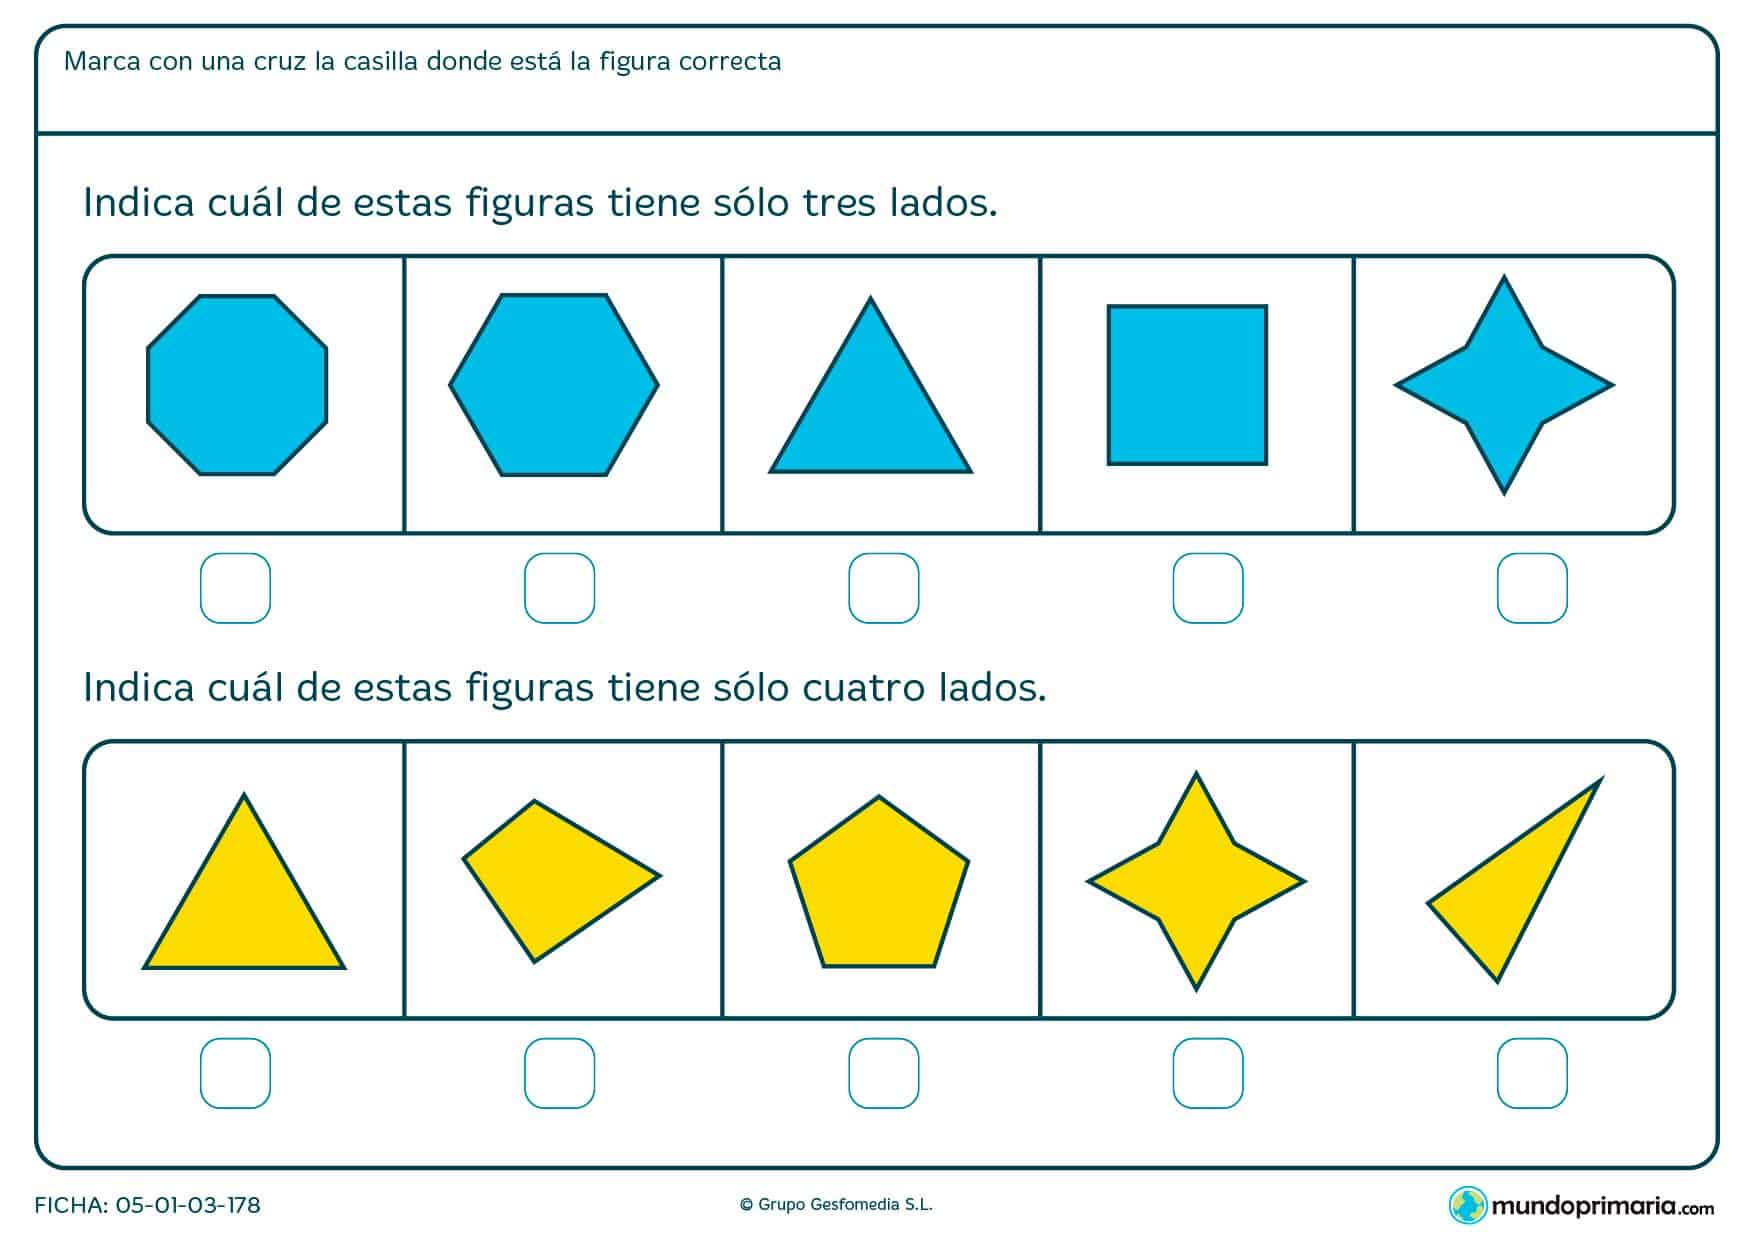 Marca con una cruz la casilla donde está la figura correcta
Indica cuál de estas figuras tiene sólo tres lados.
Indica cuál de estas figuras tiene sólo cuatro lados.
FICHA: 05-01-03-178
© Grupo Gesfomedia S.L.
mundoprimaria.com